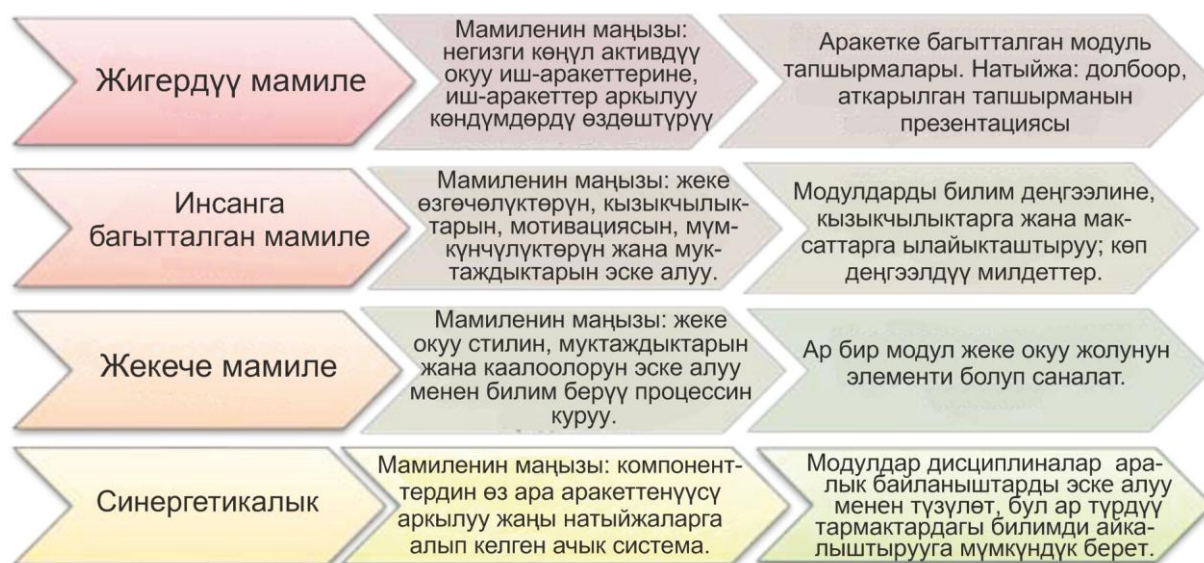 Жигердүү мамиле
Мамиленин маңызы:
негизги көңүл активдүү
окуу иш-аракеттерине,
иш-аракеттер аркылуу
көндүмдөрдү өздөштүрүү
Аракетке багытталган модуль
тапшырмалары. Натыйжа: долбоор,
аткарылган тапшырманын
презентациясы
Инсанга
багытталган мамиле
Мамиленин маңызы: жеке
өзгөчөлүктөрүн, кызыкчылык-
тарын, мотивациясын, мүм-
күнчүлүктөрүн жана мук-
таждыктарын эске алуу.
Модулдарды билим деңгээлине,
кызыкчылыктарга жана мак-
саттарга ылайыкташтыруу; көп
деңгээлдүү милдеттер.
Жекече мамиле
Мамиленин маңызы: жеке
окуу стилин, муктаждыктарын
жана каалоолорун эске алуу
менен билим берүү процессин
куруу.
Ар бир модул жеке окуу жолунун
элементи болуп саналат.
Синергетикалык
Мамиленин маңызы: компонент-
тердин өз ара аракеттенүүсү
аркылуу жаңы натыйжаларга
алып келген ачык система.
Модулдар дисциплиналар ара-
лык байланыштарды эске алуу
менен түзүлөт, бул ар түрдүү
тармактардагы билимди айка-
лыштырууга мүмкүндүк берет.